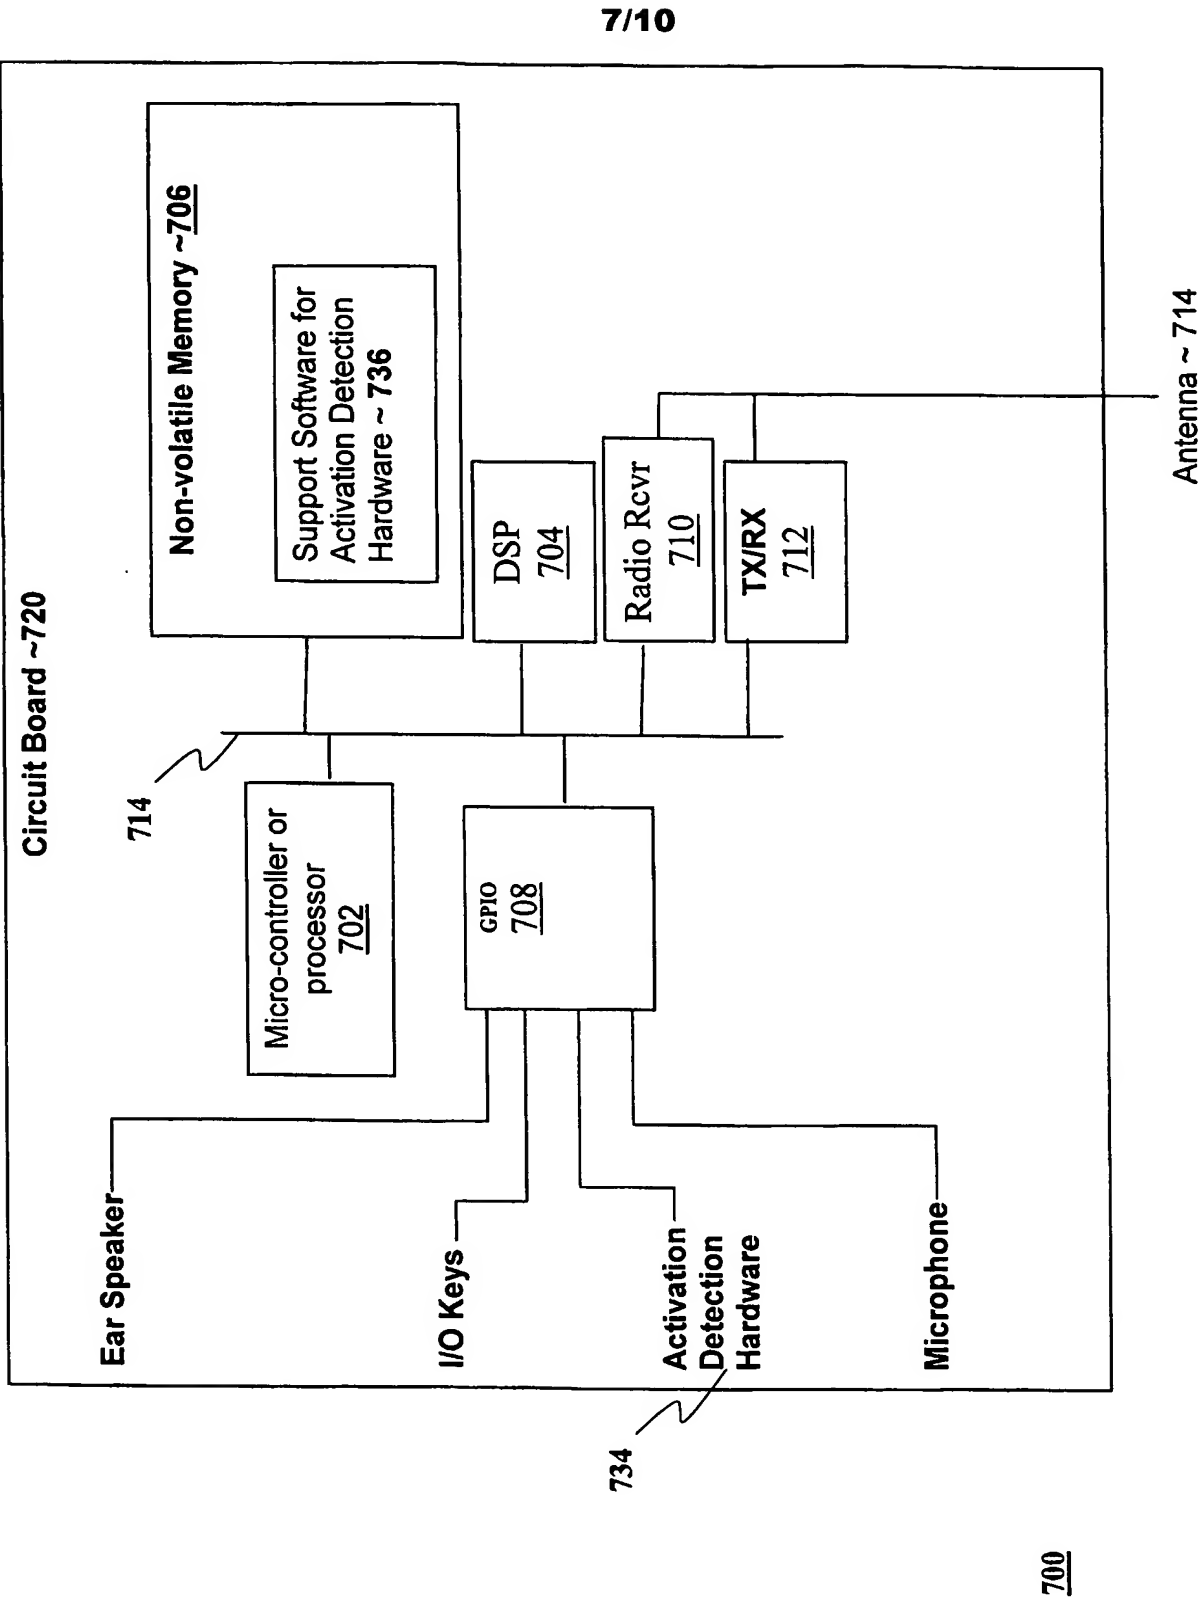 7/10
Circuit Board ~720
Non-volatile Memory ~706
Support Software for
Activation Detection
Hardware ~ 736
714
Micro-controller or
processor
702
DSP
704
Radio Rcvr
710
TX/RX
712
GPIO
708
Ear Speaker
I/O Keys
Activation
Detection
Hardware
Microphone
734
Antenna ~ 714
700